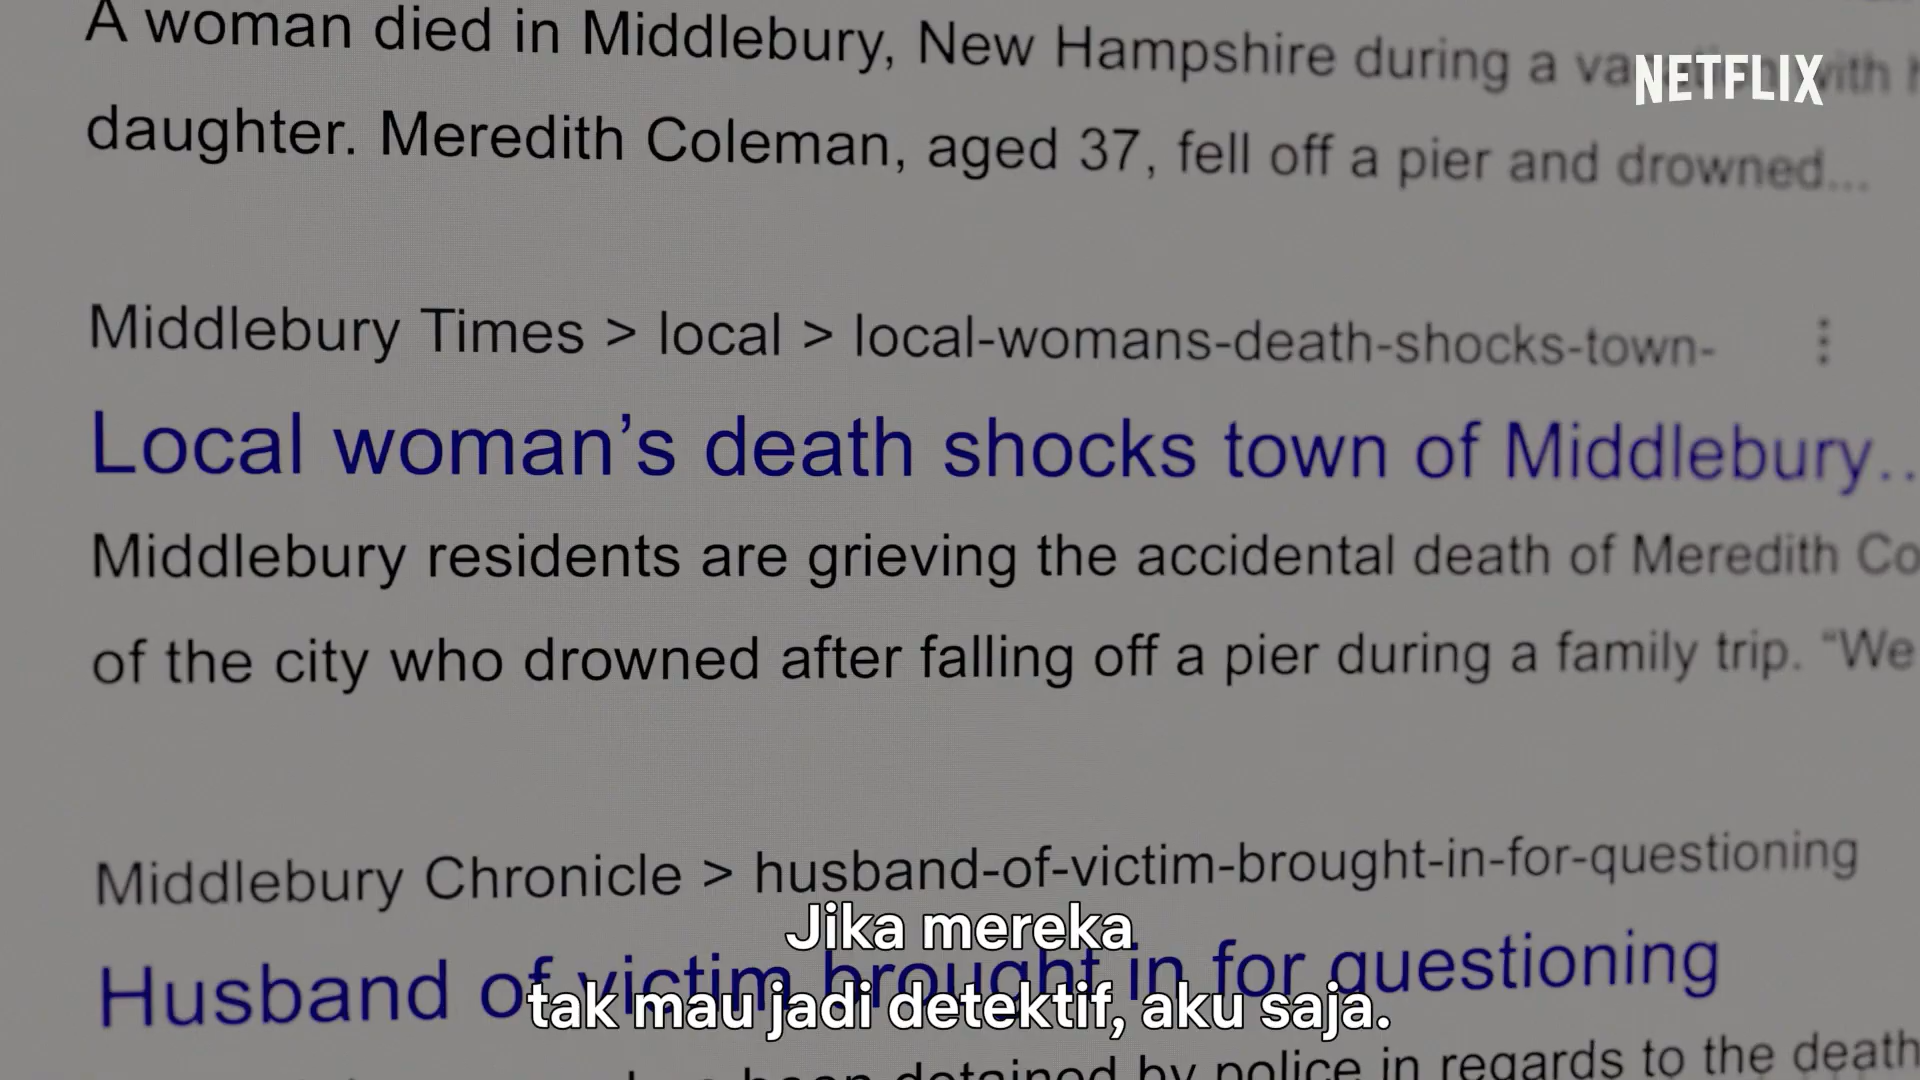 A woman died in Middlebury, New Hampshire during a with
NETFLIX
daughter. Meredith Coleman, aged 37, fell off a pier and drowned...
Middlebury Times > local > local-womans-death-shocks-town-
Local woman’s death shocks town of Middlebury...
Middlebury residents are grieving the accidental death of Meredith Co
of the city who drowned after falling off a pier during a family trip. “We
Middlebury Chronicle > husband-of-victim-brought-in-for-questioning
Husband of victim brought in for questioning
Jika mereka
tak mau jadi detektif, aku saja.
been detained by police in regards to the death